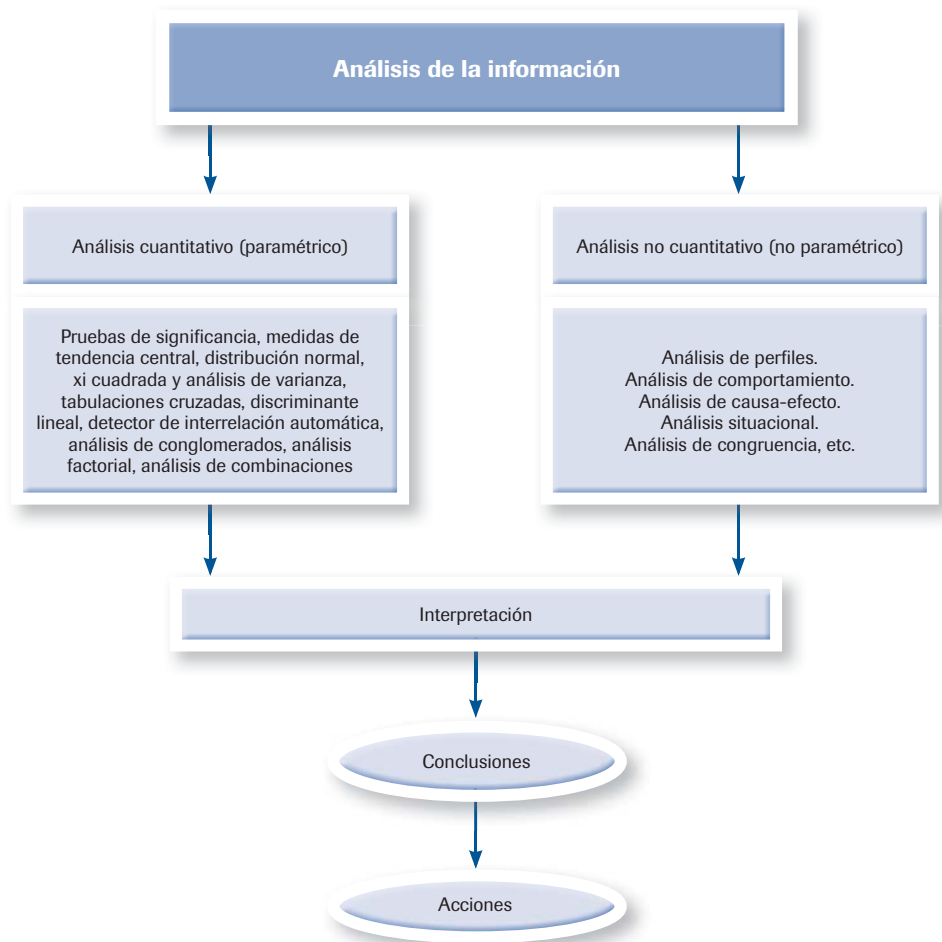 Análisis de la información
Análisis cuantitativo (paramétrico)
Pruebas de significancia, medidas de
tendencia central, distribución normal,
xi cuadrada y análisis de varianza,
tabulaciones cruzadas, discriminante
lineal, detector de interrelación automática,
análisis de conglomerados, análisis
factorial, análisis de combinaciones
Análisis no cuantitativo (no paramétrico)
Análisis de perfiles.
Análisis de comportamiento.
Análisis de causa-efecto.
Análisis situacional.
Análisis de congruencia, etc.
Interpretación
Conclusiones
Acciones